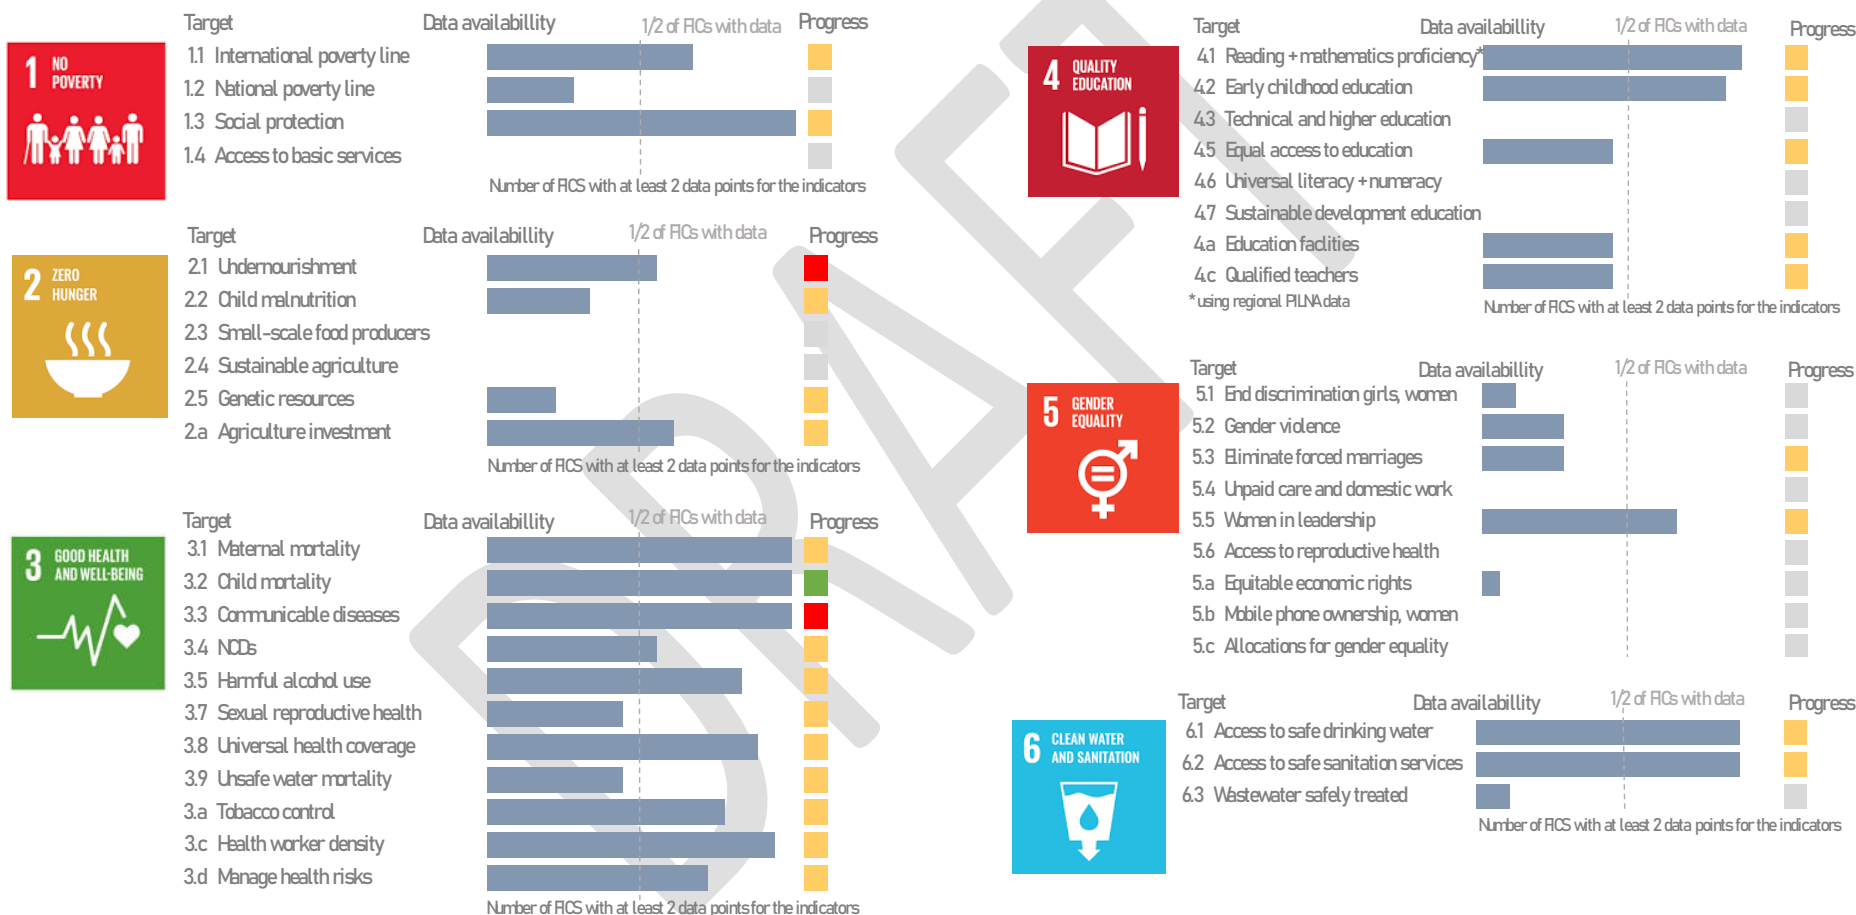 Target Data availabillity 1/2 of FICs with data Progress
1 NO POVERTY
1.1 International poverty line
1.2 National poverty line
1.3 Social protection
1.4 Access to basic services
Number of FICS with at least 2 data points for the indicators
Target Data availabillity 1/2 of FICs with data Progress
2 ZERO HUNGER
2.1 Undernourishment
2.2 Child malnutrition
2.3 Small-scale food producers
2.4 Sustainable agriculture
2.5 Genetic resources
2.a Agriculture investment
Number of FICS with at least 2 data points for the indicators
Target Data availabillity 1/2 of FICs with data Progress
3 GOOD HEALTH AND WELL-BEING
3.1 Maternal mortality
3.2 Child mortality
3.3 Communicable diseases
3.4 NCDs
3.5 Harmful alcohol use
3.7 Sexual reproductive health
3.8 Universal health coverage
3.9 Unsafe water mortality
3.a Tobacco control
3.c Health worker density
3.d Manage health risks
Number of FICS with at least 2 data points for the indicators
Target Data availabillity 1/2 of FICs with data Progress
4 QUALITY EDUCATION
4.1 Reading + mathematics proficiency*
4.2 Early childhood education
4.3 Technical and higher education
4.5 Equal access to education
4.6 Universal literacy + numeracy
4.7 Sustainable development education
4.a Education faclities
4.c Qualified teachers
* using regional PILNA data
Number of FICS with at least 2 data points for the indicators
Target Data availabillity 1/2 of FICs with data Progress
5 GENDER EQUALITY
5.1 End discrimination girls, women
5.2 Gender violence
5.3 Eliminate forced marriages
5.4 Unpaid care and domestic work
5.5 Women in leadership
5.6 Access to reproductive health
5.a Equitable economic rights
5.b Mobile phone ownership, women
5.c Allocations for gender equality
Target Data availabillity 1/2 of FICs with data Progress
6 CLEAN WATER AND SANITATION
6.1 Access to safe drinking water
6.2 Access to safe sanitation services
6.3 Wastewater safely treated
Number of FICS with at least 2 data points for the indicators
DRAFT